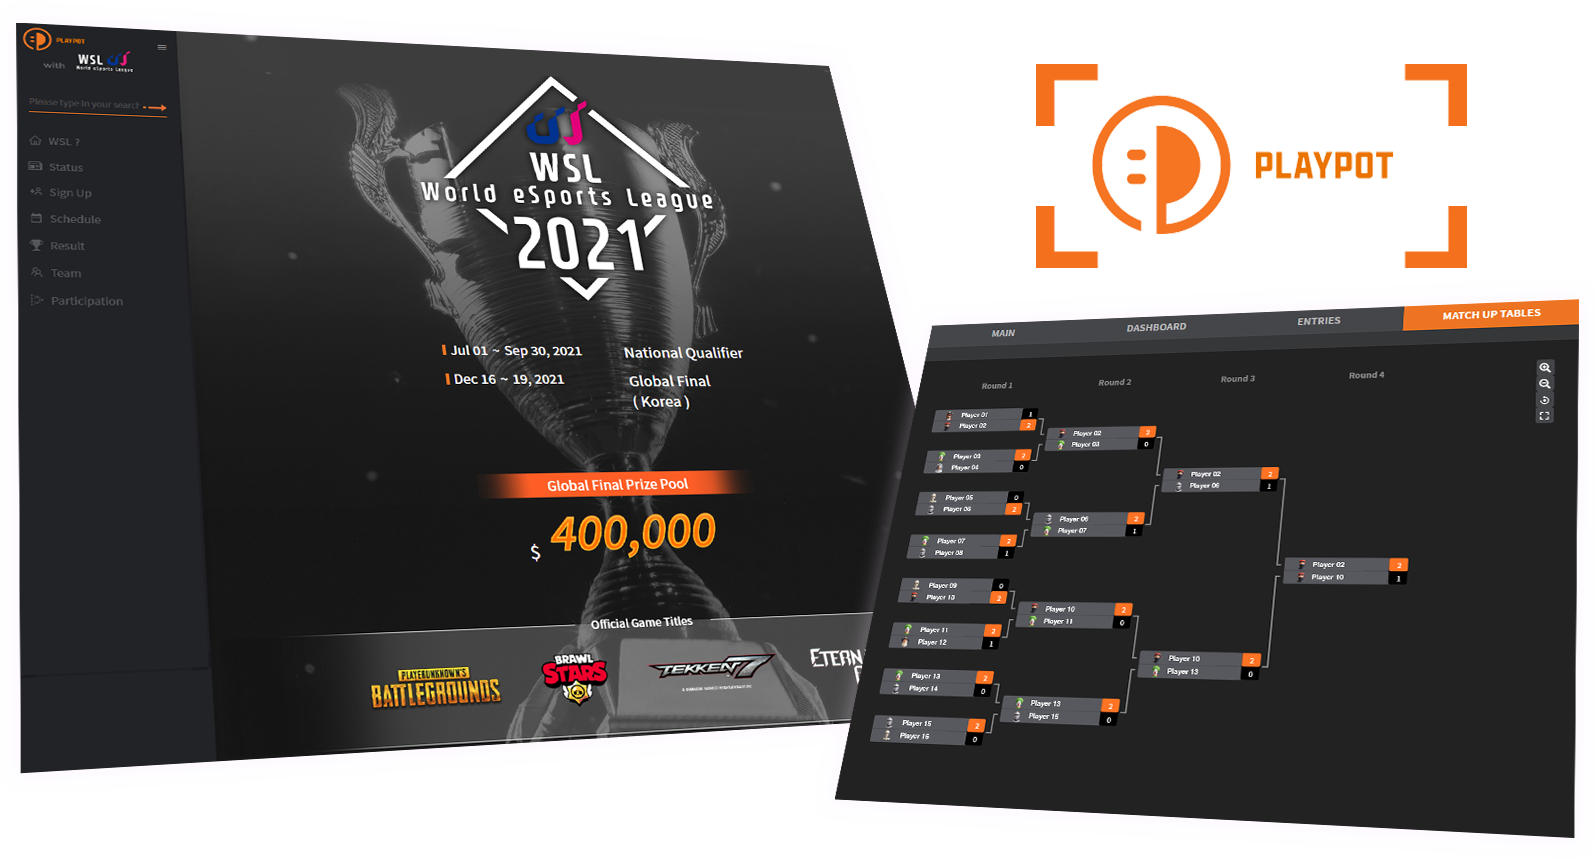 PLAYPOT
with WSL
World eSports League
Please type in your search
WSL ?
Status
Sign Up
Schedule
Result
Team
Participation
WSL
World eSports League
2021
Jul 01 ~ Sep 30, 2021 National Qualifier
Dec 16 ~ 19, 2021 Global Final
( Korea )
Global Final Prize Pool
$ 400,000
Official Game Titles
PLAYERUNKNOWN'S
BATTLEGROUNDS
BRAWL
STARS
TEKKEN 7
ETERN
PLAYPOT
MAIN DASHBOARD ENTRIES MATCH UP TABLES
Round 1 Round 2 Round 3 Round 4
Player 01 1
Player 02 2
Player 03 2
Player 04 0
Player 05 0
Player 06 2
Player 07 2
Player 08 1
Player 09 0
Player 10 2
Player 11 2
Player 12 1
Player 13 2
Player 14 0
Player 15 2
Player 16 0
Player 02 2
Player 03 0
Player 06 2
Player 07 1
Player 10 2
Player 11 0
Player 13 2
Player 15 0
Player 02 2
Player 06 1
Player 10 2
Player 13 0
Player 02 2
Player 10 1